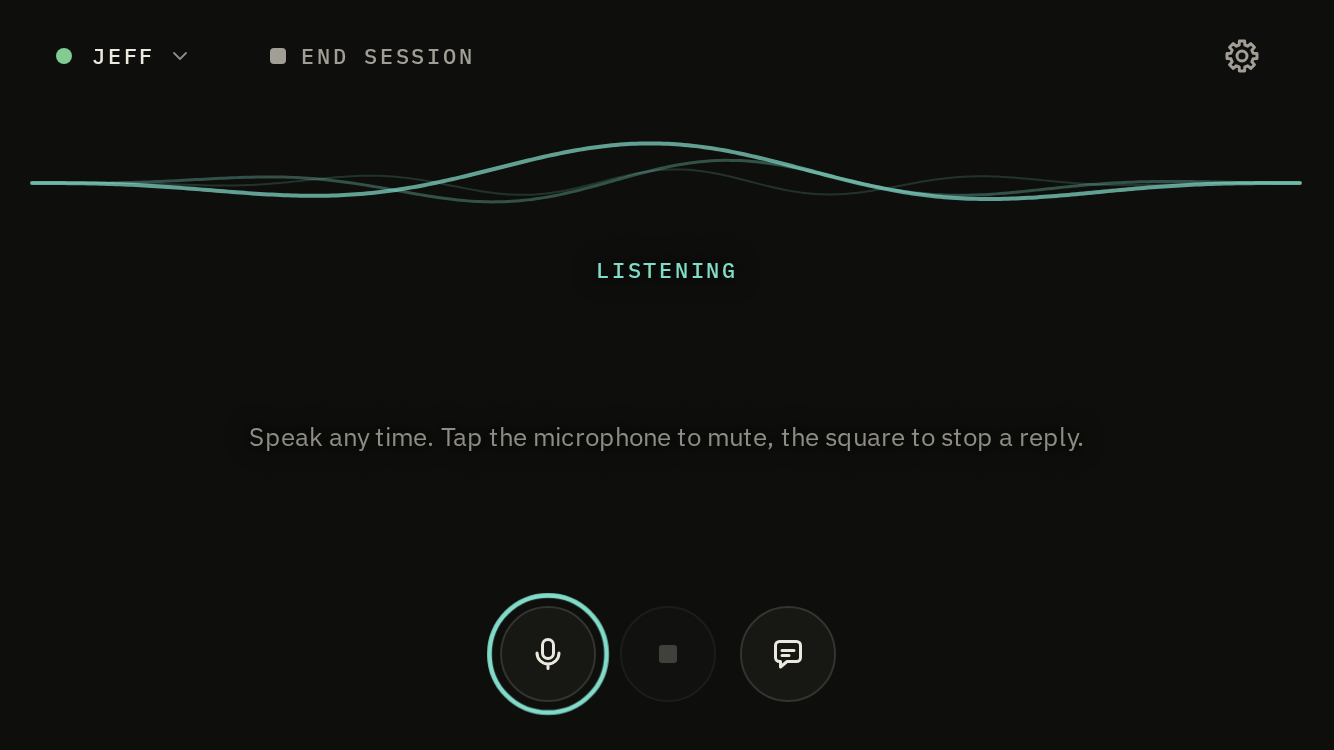 JEFF
END SESSION
LISTENING
Speak any time. Tap the microphone to mute, the square to stop a reply.